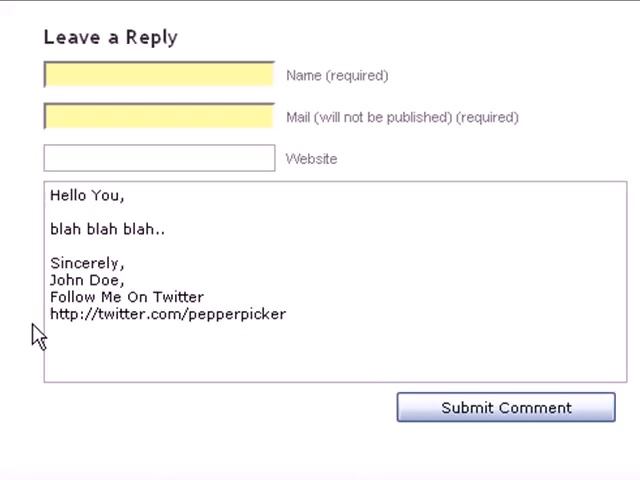 Leave a Reply
Name (required)
Mail (will not be published) (required)
Website
Hello You,
blah blah blah..
Sincerely,
John Doe,
Follow Me On Twitter
http://twitter.com/pepperpicker
Submit Comment